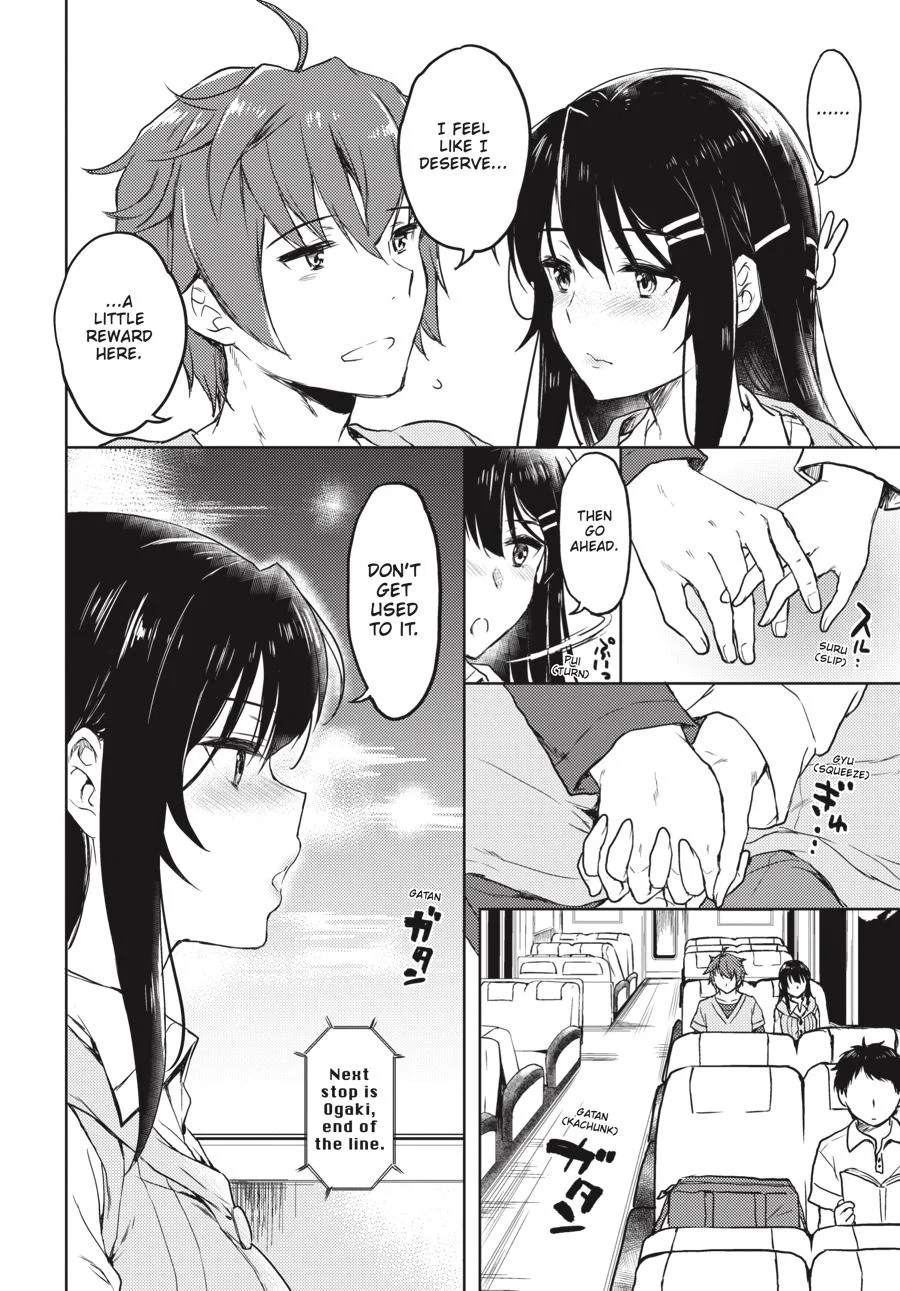 ......
I FEEL
LIKE I
DESERVE...
...A
LITTLE
REWARD
HERE.
スル...
SURU
(SLIP)
THEN
GO
AHEAD.
ぷいっ
PUI
(TURN)
GYU
(SQUEEZE)
ぎゅ...
DON'T
GET
USED
TO IT.
GATAN
ガタン
Next
stop is
Ogaki,
end of
the line.
GATAN
(KACHUNK)
ガタン